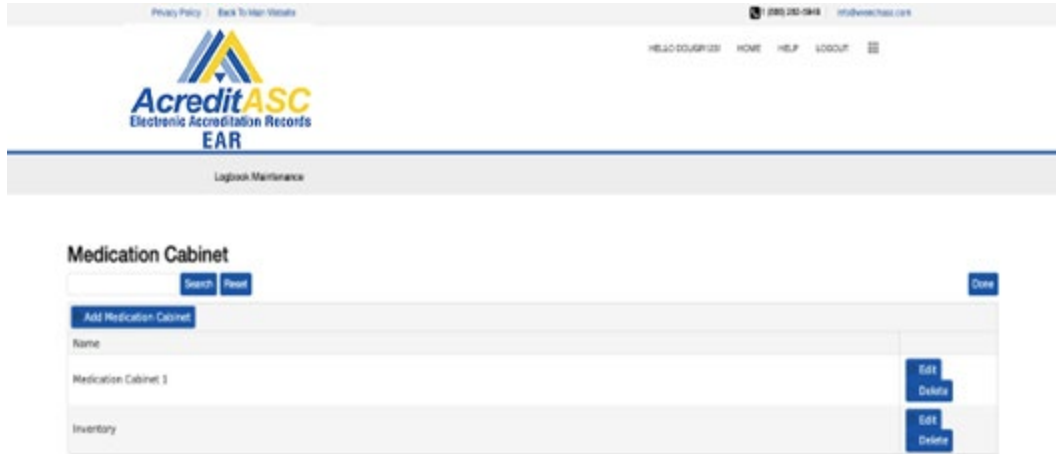 Privacy Policy | Back To Main Website
HOME HELP LOGOUT
AcreditASC
Electronic Accreditation Records
EAR
Logbook Maintenance
Medication Cabinet
Search Reset Done
Add Medication Cabinet
Name
Medication Cabinet 1
Edit
Delete
Inventory
Edit
Delete